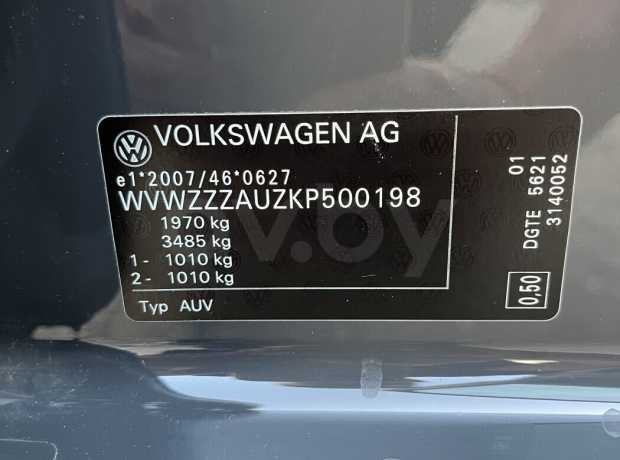 VOLKSWAGEN AG
e1*2007/46*0627
WVWZZZAUZKP500198
1970 kg
3485 kg
1- 1010 kg
2- 1010 kg
Typ AUV
01
DGTE 5621
3140052
0,50
v.by